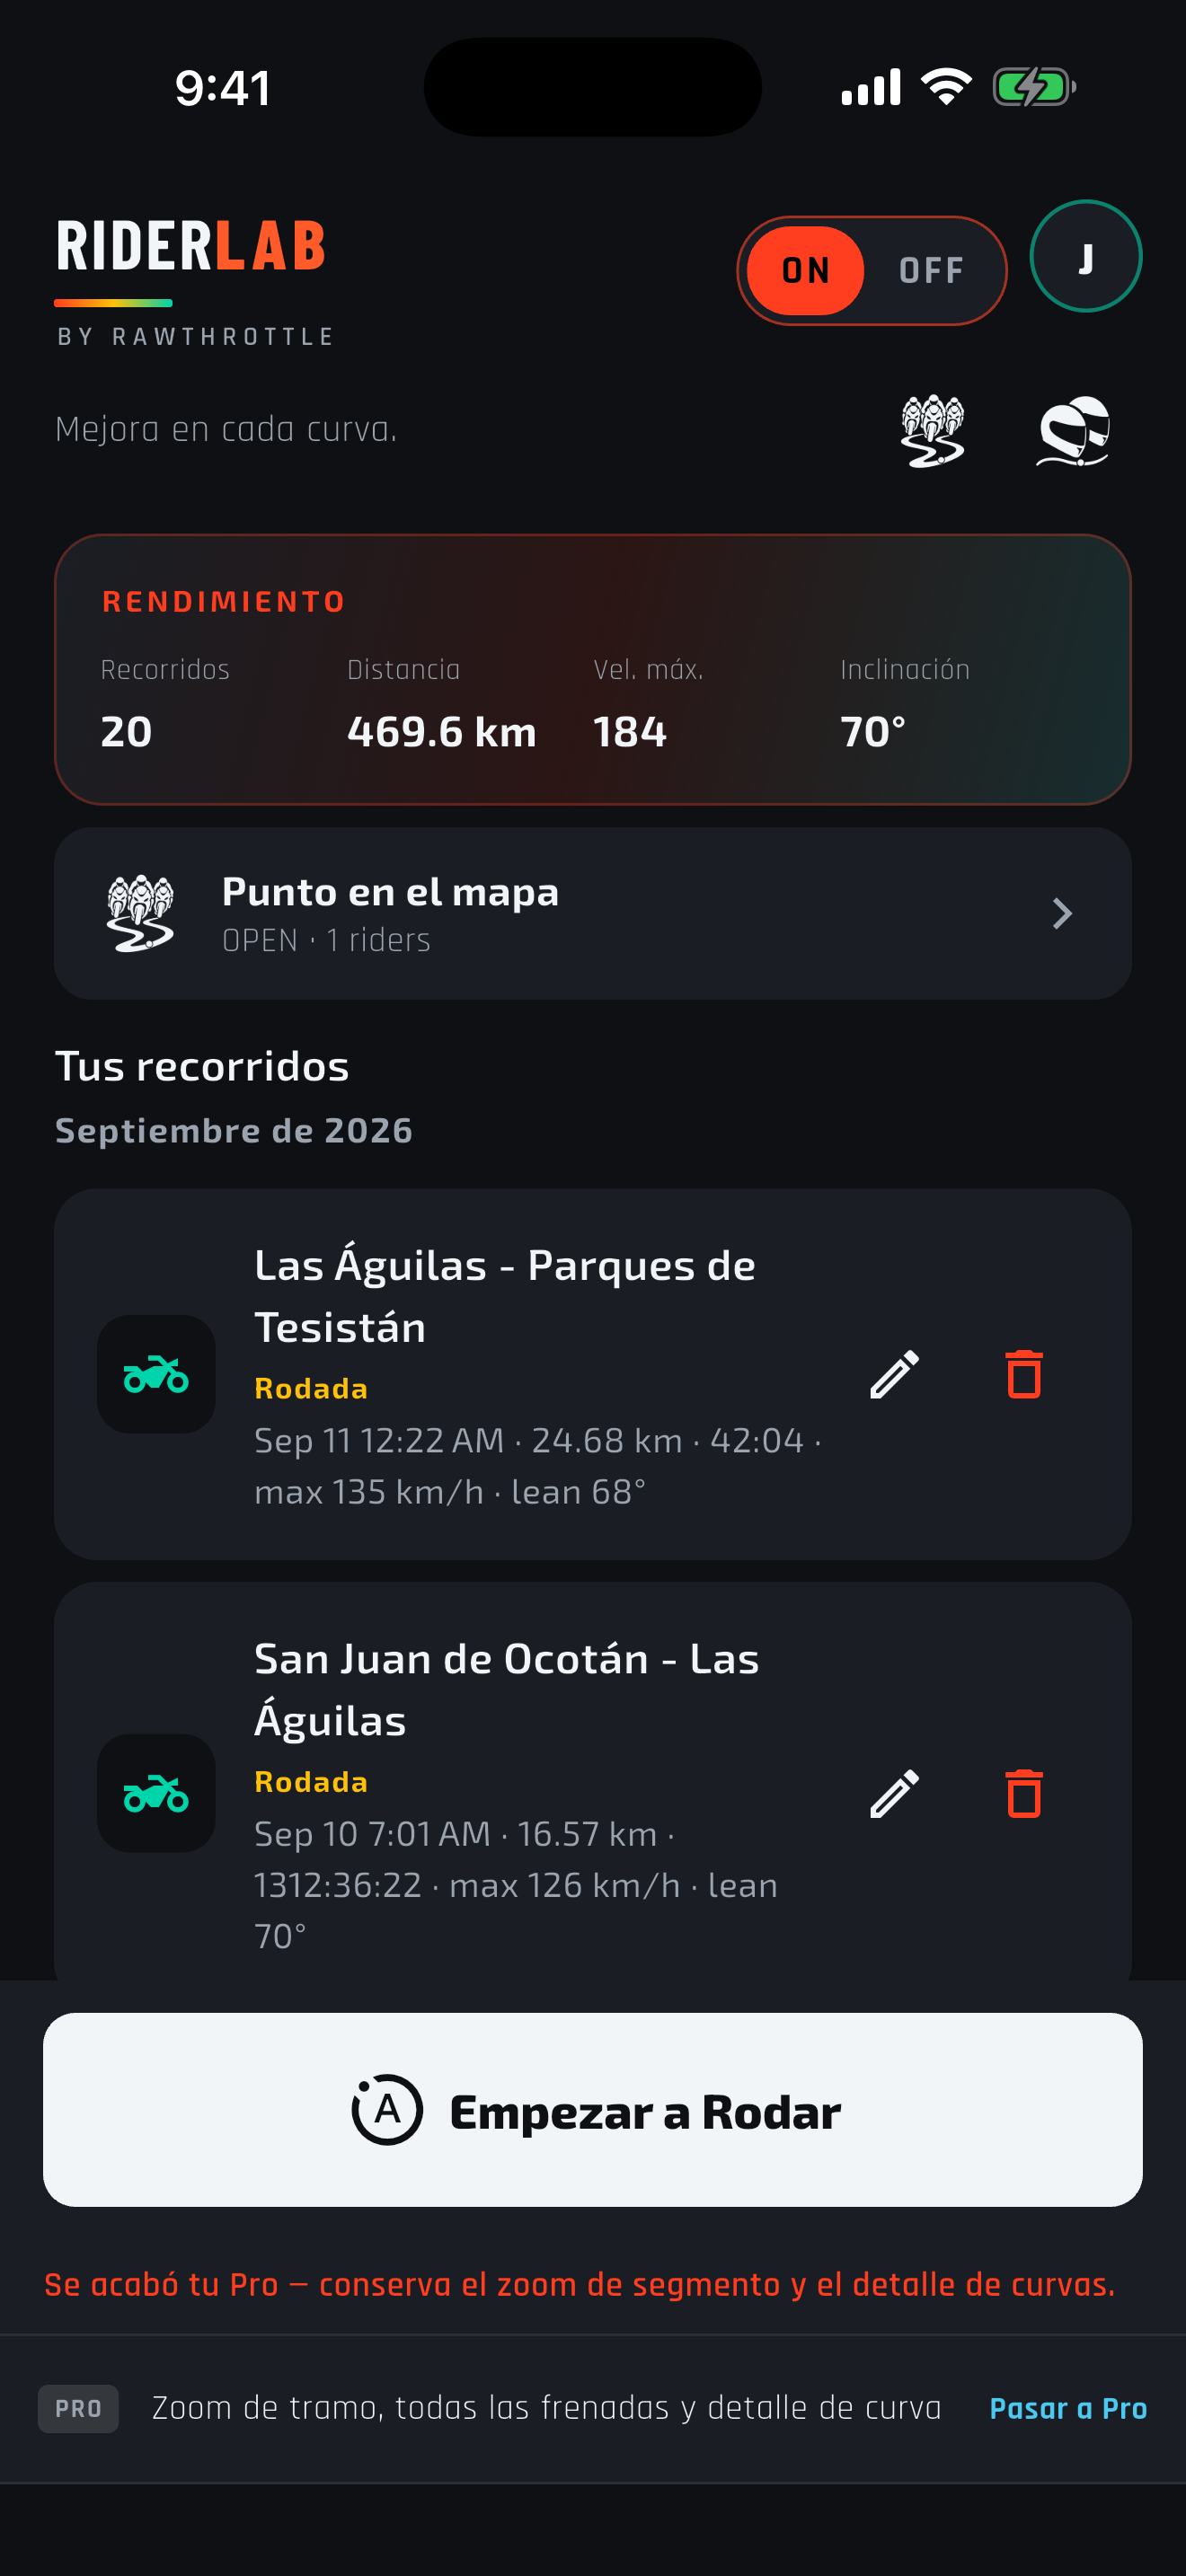 9:41
RIDERLAB
BY RAWTHROTTLE
ON OFF
J
Mejora en cada curva.
RENDIMIENTO
Recorridos Distancia Vel. máx. Inclinación
20 469.6 km 184 70°
Punto en el mapa
OPEN · 1 riders
Tus recorridos
Septiembre de 2026
Las Águilas - Parques de
Tesistán
Rodada
Sep 11 12:22 AM · 24.68 km · 42:04 ·
max 135 km/h · lean 68°
San Juan de Ocotán - Las
Águilas
Rodada
Sep 10 7:01 AM · 16.57 km ·
1312:36:22 · max 126 km/h · lean
70°
A Empezar a Rodar
Se acabó tu Pro — conserva el zoom de segmento y el detalle de curvas.
PRO Zoom de tramo, todas las frenadas y detalle de curva Pasar a Pro